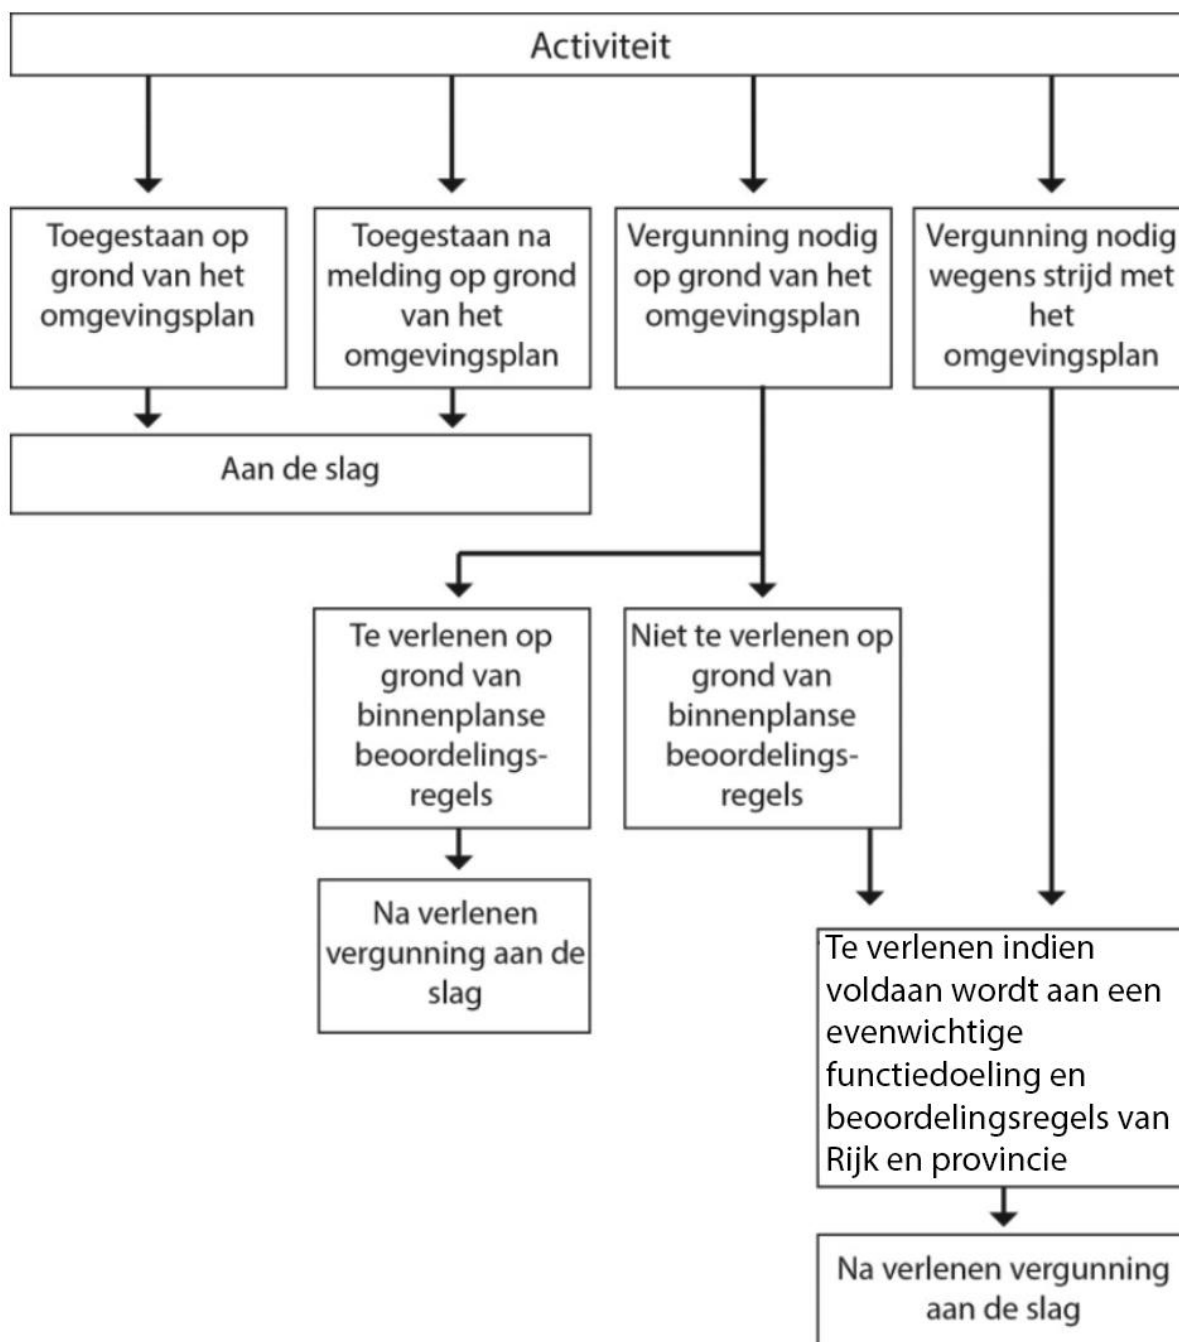 Activiteit
Toegestaan op
grond van het
omgevingsplan
Toegestaan na
melding op grond
van het
omgevingsplan
Vergunning nodig
op grond van het
omgevingsplan
Vergunning nodig
wegens strijd met
het
omgevingsplan
Aan de slag
Te verlenen op
grond van
binnenplanse
beoordelings-
regels
Niet te verlenen op
grond van
binnenplanse
beoordelings-
regels
Na verlenen
vergunning aan de
slag
Te verlenen indien
voldaan wordt aan een
evenwichtige
functiedoeling en
beoordelingsregels van
Rijk en provincie
Na verlenen vergunning
aan de slag